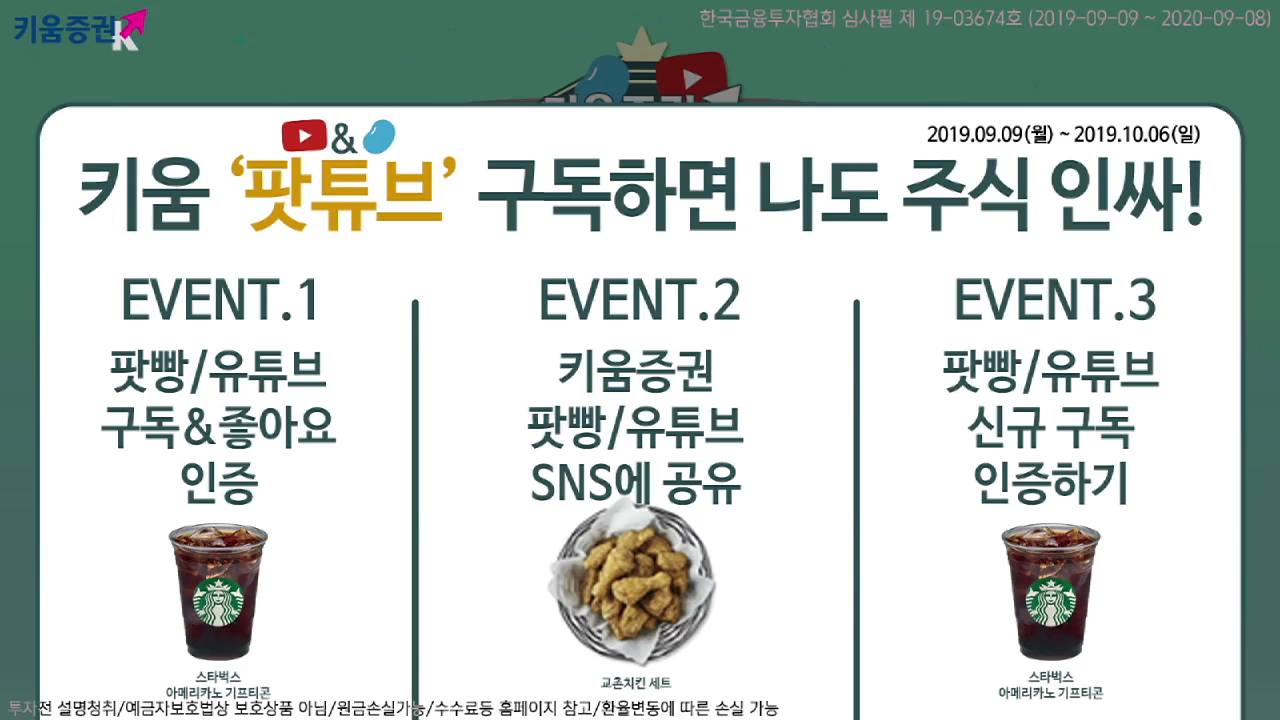 키움증권
한국금융투자협회 심사필 제 19-03674호 (2019-09-09 ~ 2020-09-08)
&
2019.09.09(월) ~ 2019.10.06(일)
키움 ‘팟튜브’ 구독하면 나도 주식 인싸!
EVENT.1
팟빵/유튜브
구독&좋아요
인증
스타벅스
아메리카노 기프티콘
EVENT.2
키움증권
팟빵/유튜브
SNS에 공유
교촌치킨 세트
EVENT.3
팟빵/유튜브
신규 구독
인증하기
스타벅스
아메리카노 기프티콘
투자전 설명청취/예금자보호법상 보호상품 아님/원금손실가능/수수료등 홈페이지 참고/환율변동에 따른 손실 가능